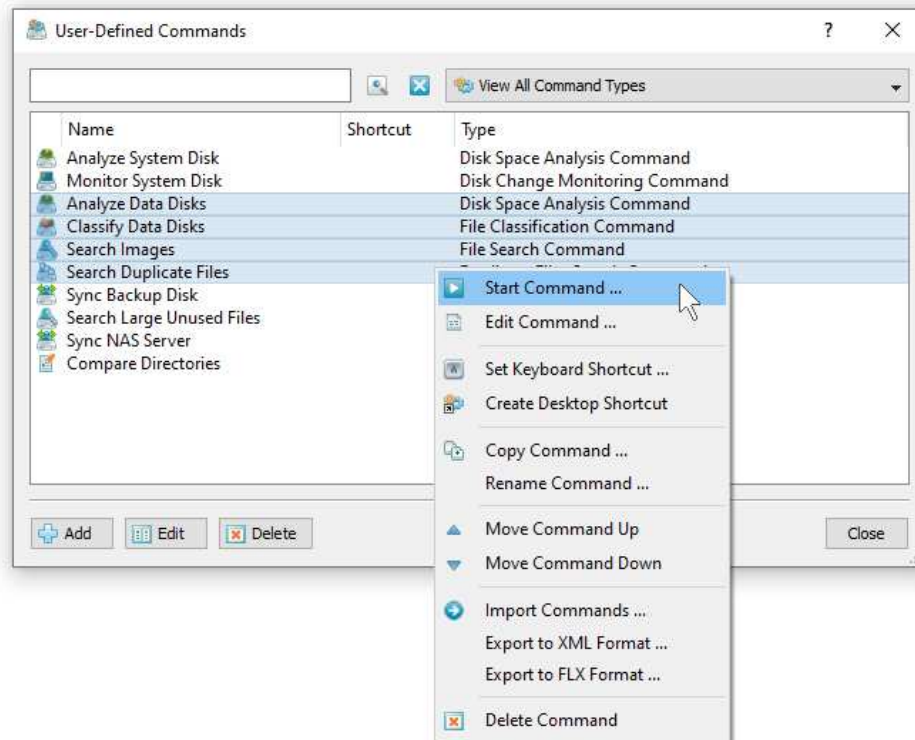 User-Defined Commands
View All Command Types
Name Shortcut Type
Analyze System Disk Disk Space Analysis Command
Monitor System Disk Disk Change Monitoring Command
Analyze Data Disks Disk Space Analysis Command
Classify Data Disks File Classification Command
Search Images File Search Command
Search Duplicate Files
Sync Backup Disk
Search Large Unused Files
Sync NAS Server
Compare Directories
Start Command ...
Edit Command ...
Set Keyboard Shortcut ...
Create Desktop Shortcut
Copy Command ...
Rename Command ...
Move Command Up
Move Command Down
Import Commands ...
Export to XML Format ...
Export to FLX Format ...
Delete Command
Add Edit Delete Close